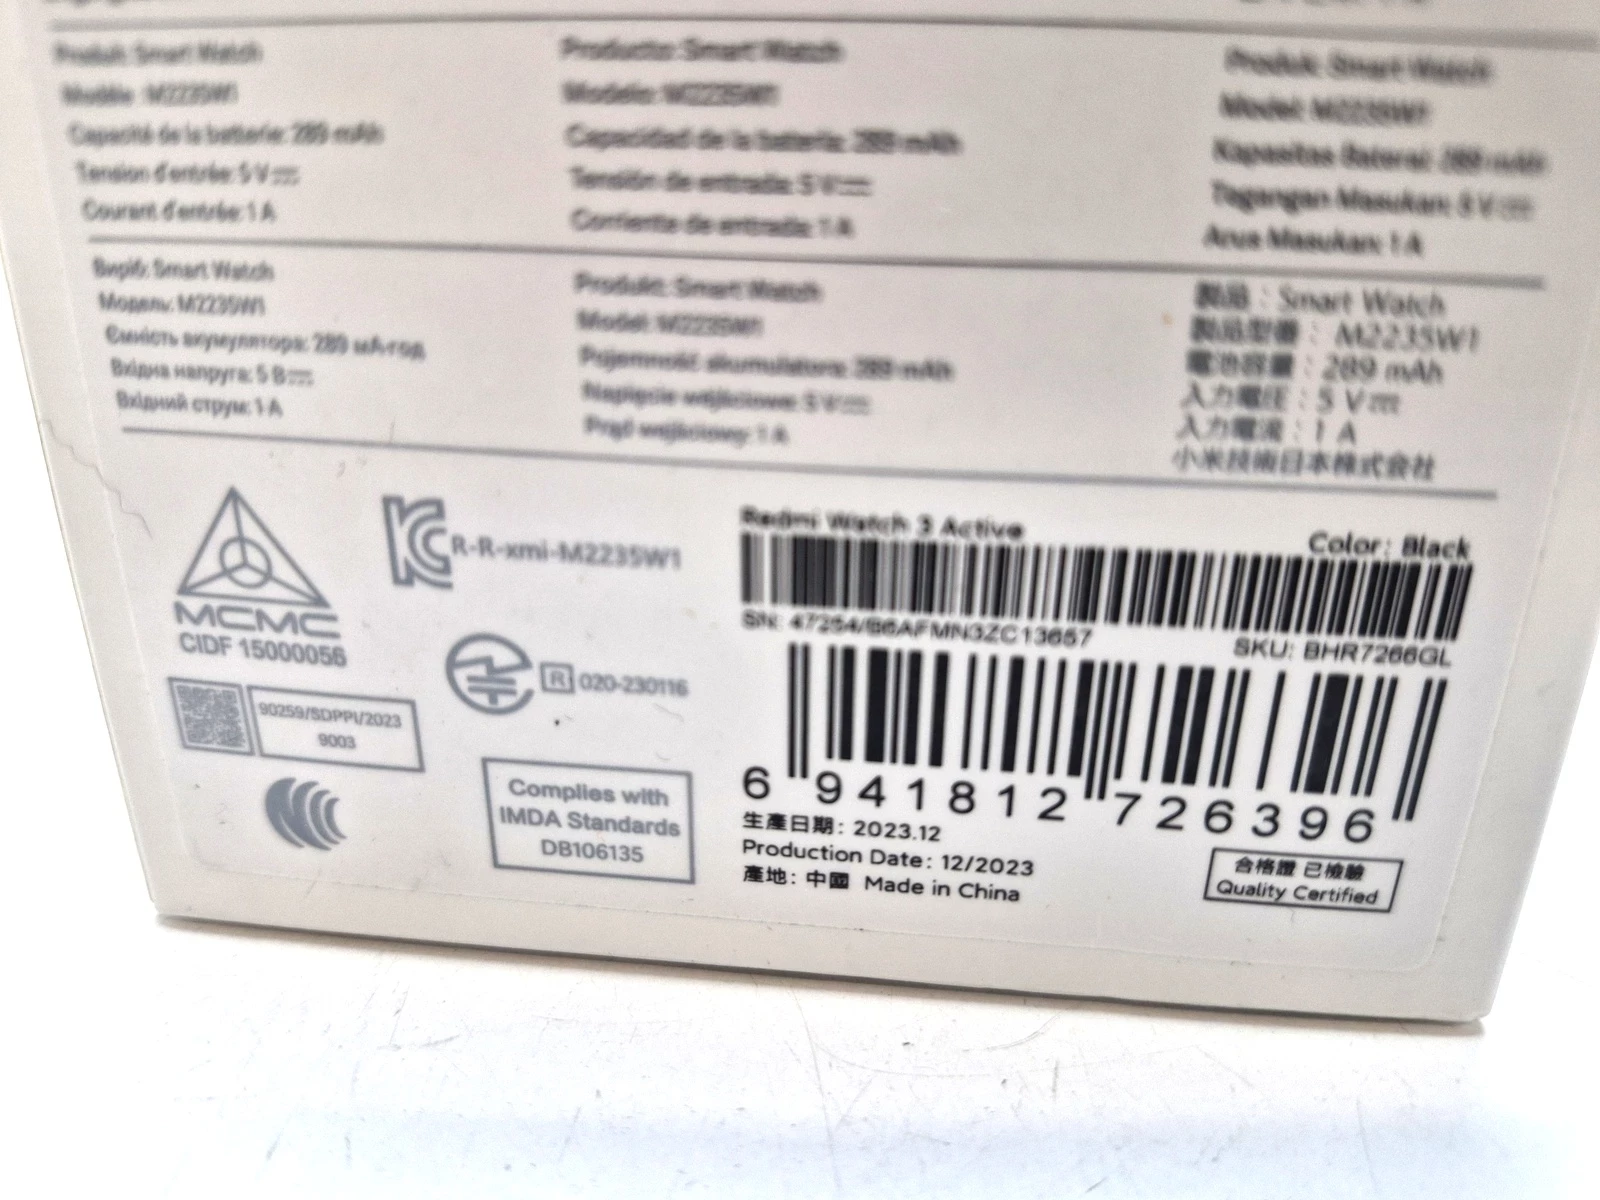 Produit: Smart Watch
Modèle : M2235W1
Capacité de la batterie: 289 mAh
Tension d'entrée: 5 V
Courant d'entrée: 1 A
Producto: Smart Watch
Modelo: M2235W1
Capacidad de la batería: 289 mAh
Tensión de entrada: 5 V
Corriente de entrada: 1 A
Produk: Smart Watch
Model: M2235W1
Kapasitas Baterai: 289 mAh
Tegangan Masukan: 5 V
Arus Masukan: 1 A
Виріб: Smart Watch
Модель: M2235W1
Ємність акумулятора: 289 мА·год
Вхідна напруга: 5 В
Вхідний струм: 1 А
Produkt: Smart Watch
Model: M2235W1
Pojemność akumulatora: 289 mAh
Napięcie wejściowe: 5 V
Prąd wejściowy: 1 A
製品：Smart Watch
製品型番：M2235W1
電池容量：289 mAh
入力電圧：5 V
入力電流：1 A
小米技術日本株式会社
MCMC
CIDF 15000056
R-R-xmi-M2235W1
R 020-230116
90259/SDPPI/2023
9003
Complies with
IMDA Standards
DB106135
Redmi Watch 3 Active
Color: Black
SN: 47254/B6AFMN3ZC13657
SKU: BHR7266GL
6 941812 726396
生產日期: 2023.12
Production Date: 12/2023
產地: 中國 Made in China
合格證 已檢驗
Quality Certified